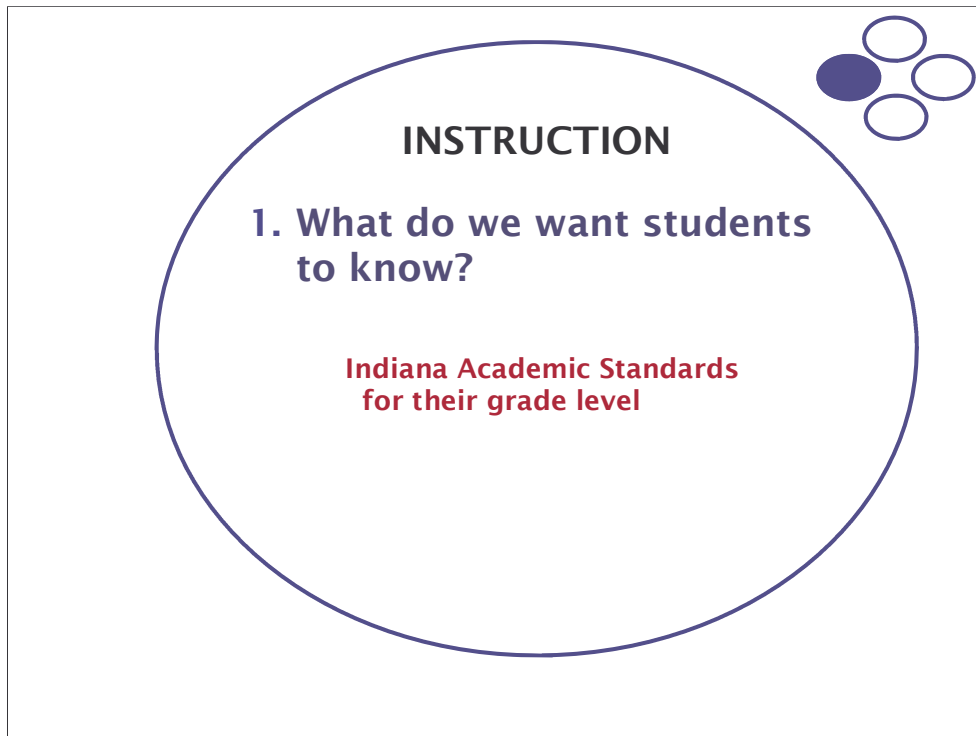 INSTRUCTION
1. What do we want students
to know?
Indiana Academic Standards
for their grade level